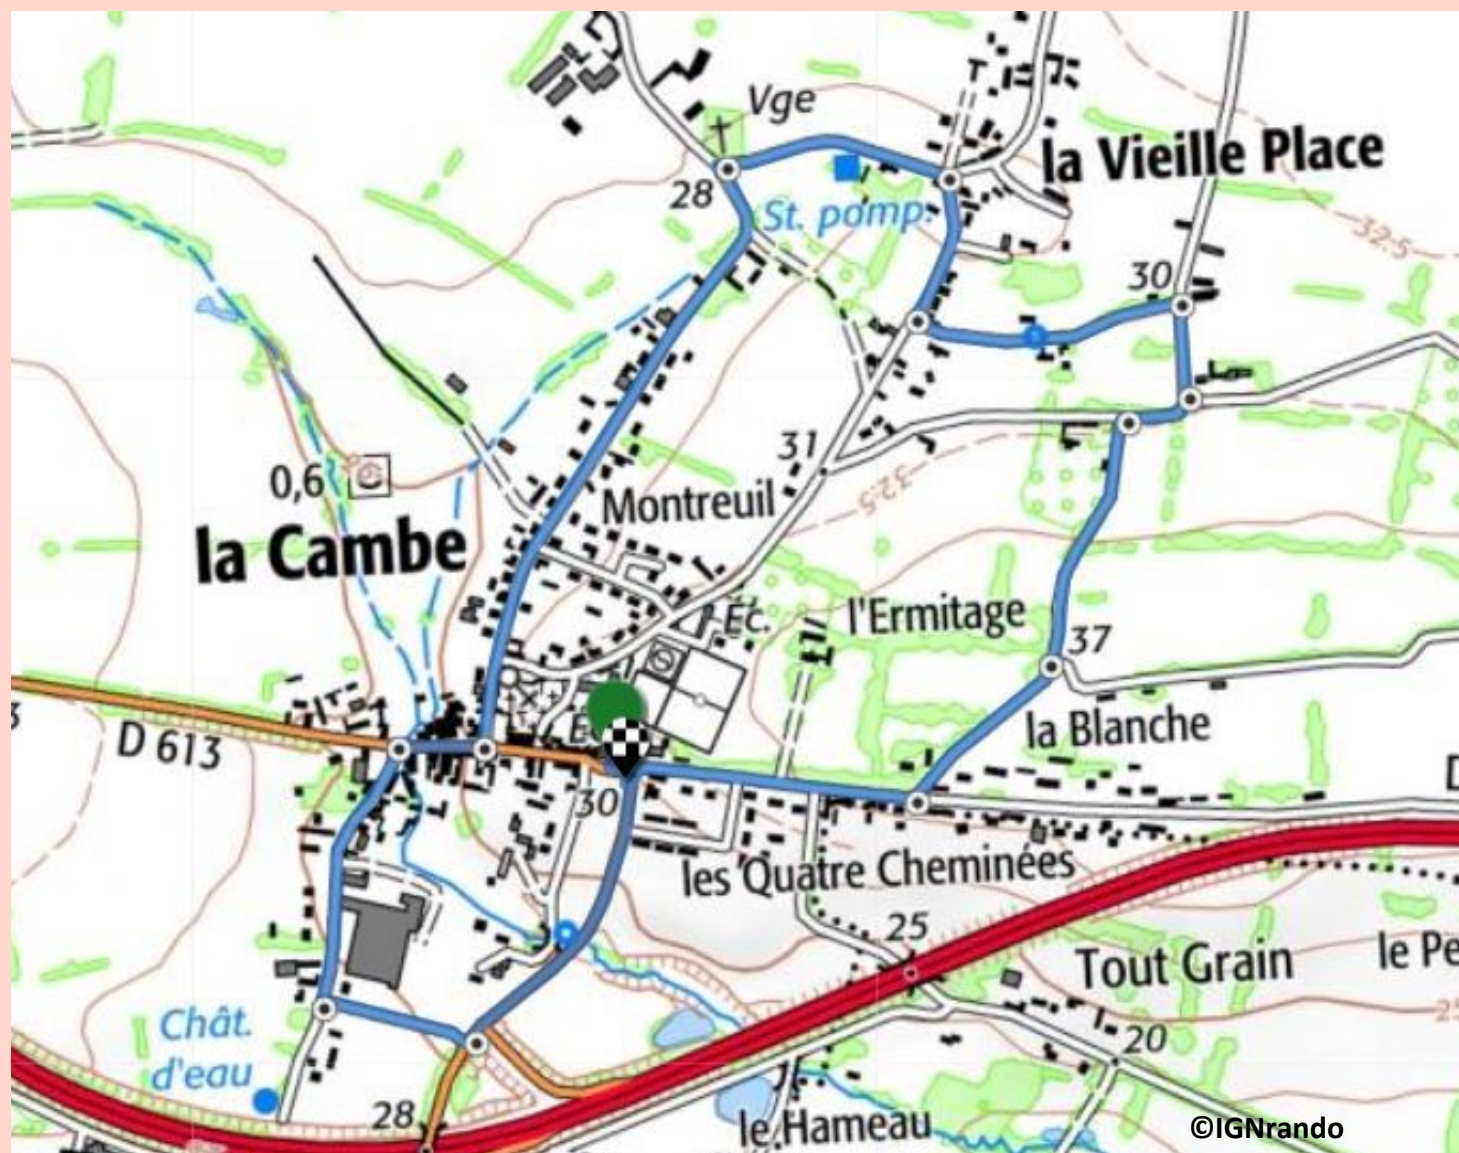 Vge
la Vieille Place
28
St. pomp.
32.5
30
31
0,6
32.5
Montreuil
la Cambe
Éc.
l'Ermitage
37
3
D 613
la Blanche
30
les Quatre Cheminées
25
Tout Grain
le Pe
Chât.
d'eau
20
28
le Hameau
©IGNrando